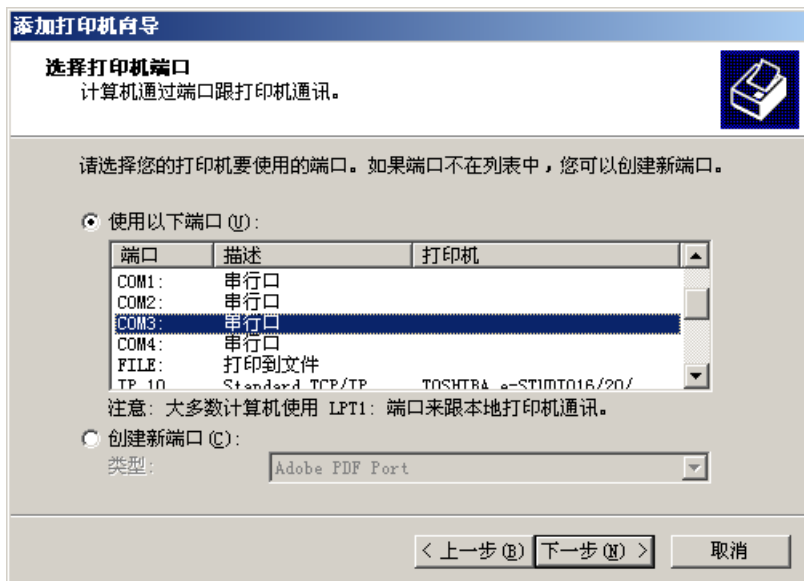 添加打印机向导
选择打印机端口
计算机通过端口跟打印机通讯。
请选择您的打印机要使用的端口。如果端口不在列表中，您可以创建新端口。
使用以下端口(U):
端口 描述 打印机
COM1: 串行口
COM2: 串行口
COM3: 串行口
COM4: 串行口
FILE: 打印到文件
IP_10 Standard TCP/IP TOSHIBA e-STUDIO16/20/
注意: 大多数计算机使用 LPT1: 端口来跟本地打印机通讯。
创建新端口(C):
类型: Adobe PDF Port
< 上一步(B) 下一步(N) > 取消